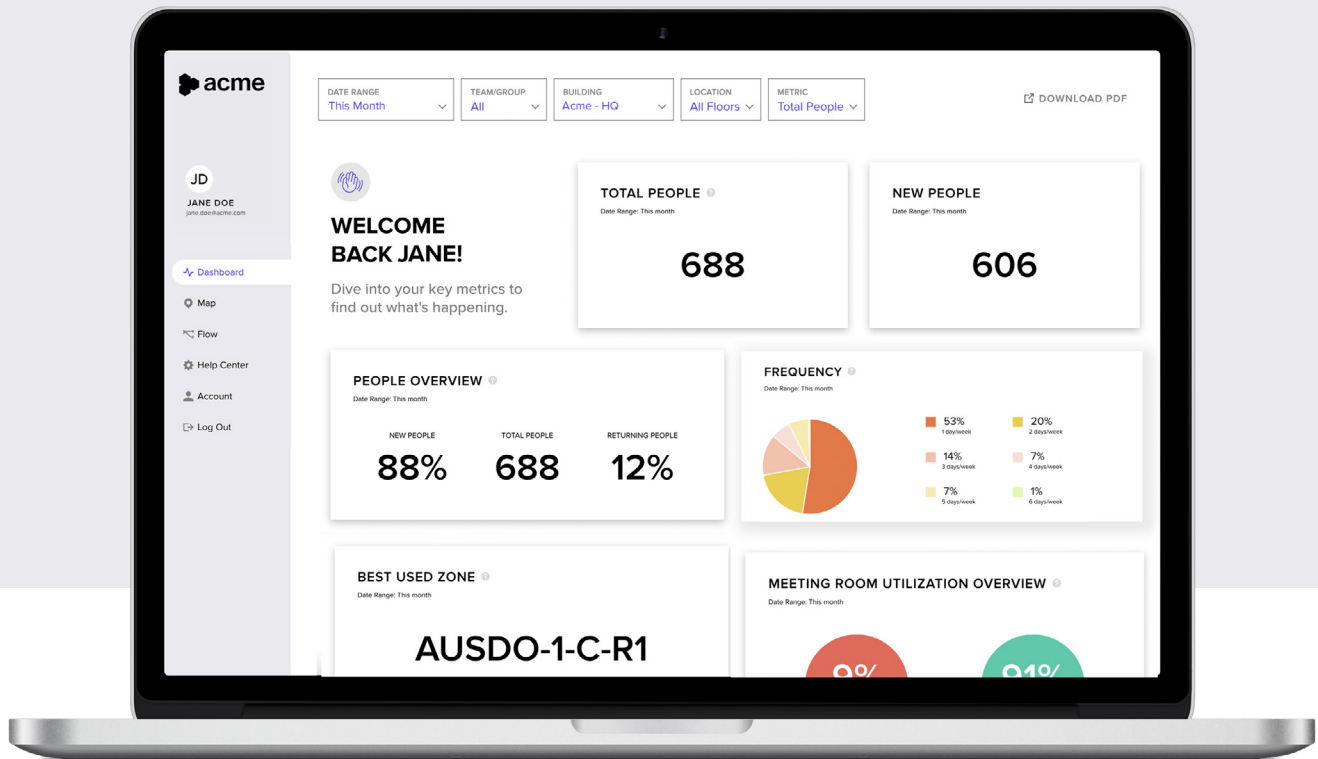 acme
DATE RANGE
This Month
TEAM/GROUP
All
BUILDING
Acme - HQ
LOCATION
All Floors
METRIC
Total People
DOWNLOAD PDF
JD
JANE DOE
jane.doe@acme.com
Dashboard
Map
Flow
Help Center
Account
Log Out
WELCOME
BACK JANE!
Dive into your key metrics to
find out what's happening.
TOTAL PEOPLE ?
Date Range: This month
688
NEW PEOPLE
Date Range: This month
606
PEOPLE OVERVIEW ?
Date Range: This month
NEW PEOPLE
88%
TOTAL PEOPLE
688
RETURNING PEOPLE
12%
FREQUENCY ?
Date Range: This month
53%
1 day/week
20%
2 days/week
14%
3 days/week
7%
4 days/week
7%
5 days/week
1%
6 days/week
BEST USED ZONE ?
Date Range: This month
AUSDO-1-C-R1
MEETING ROOM UTILIZATION OVERVIEW ?
Date Range: This month
9%
91%